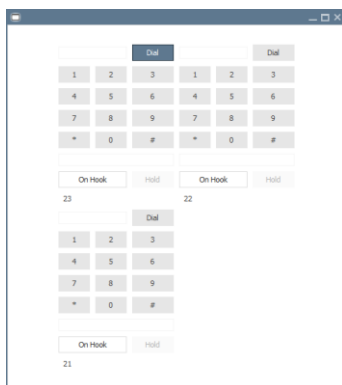 Dial Dial
1 2 3 1 2 3
4 5 6 4 5 6
7 8 9 7 8 9
* 0 # * 0 #
On Hook Hold On Hook Hold
23 22
Dial
1 2 3
4 5 6
7 8 9
* 0 #
On Hook Hold
21